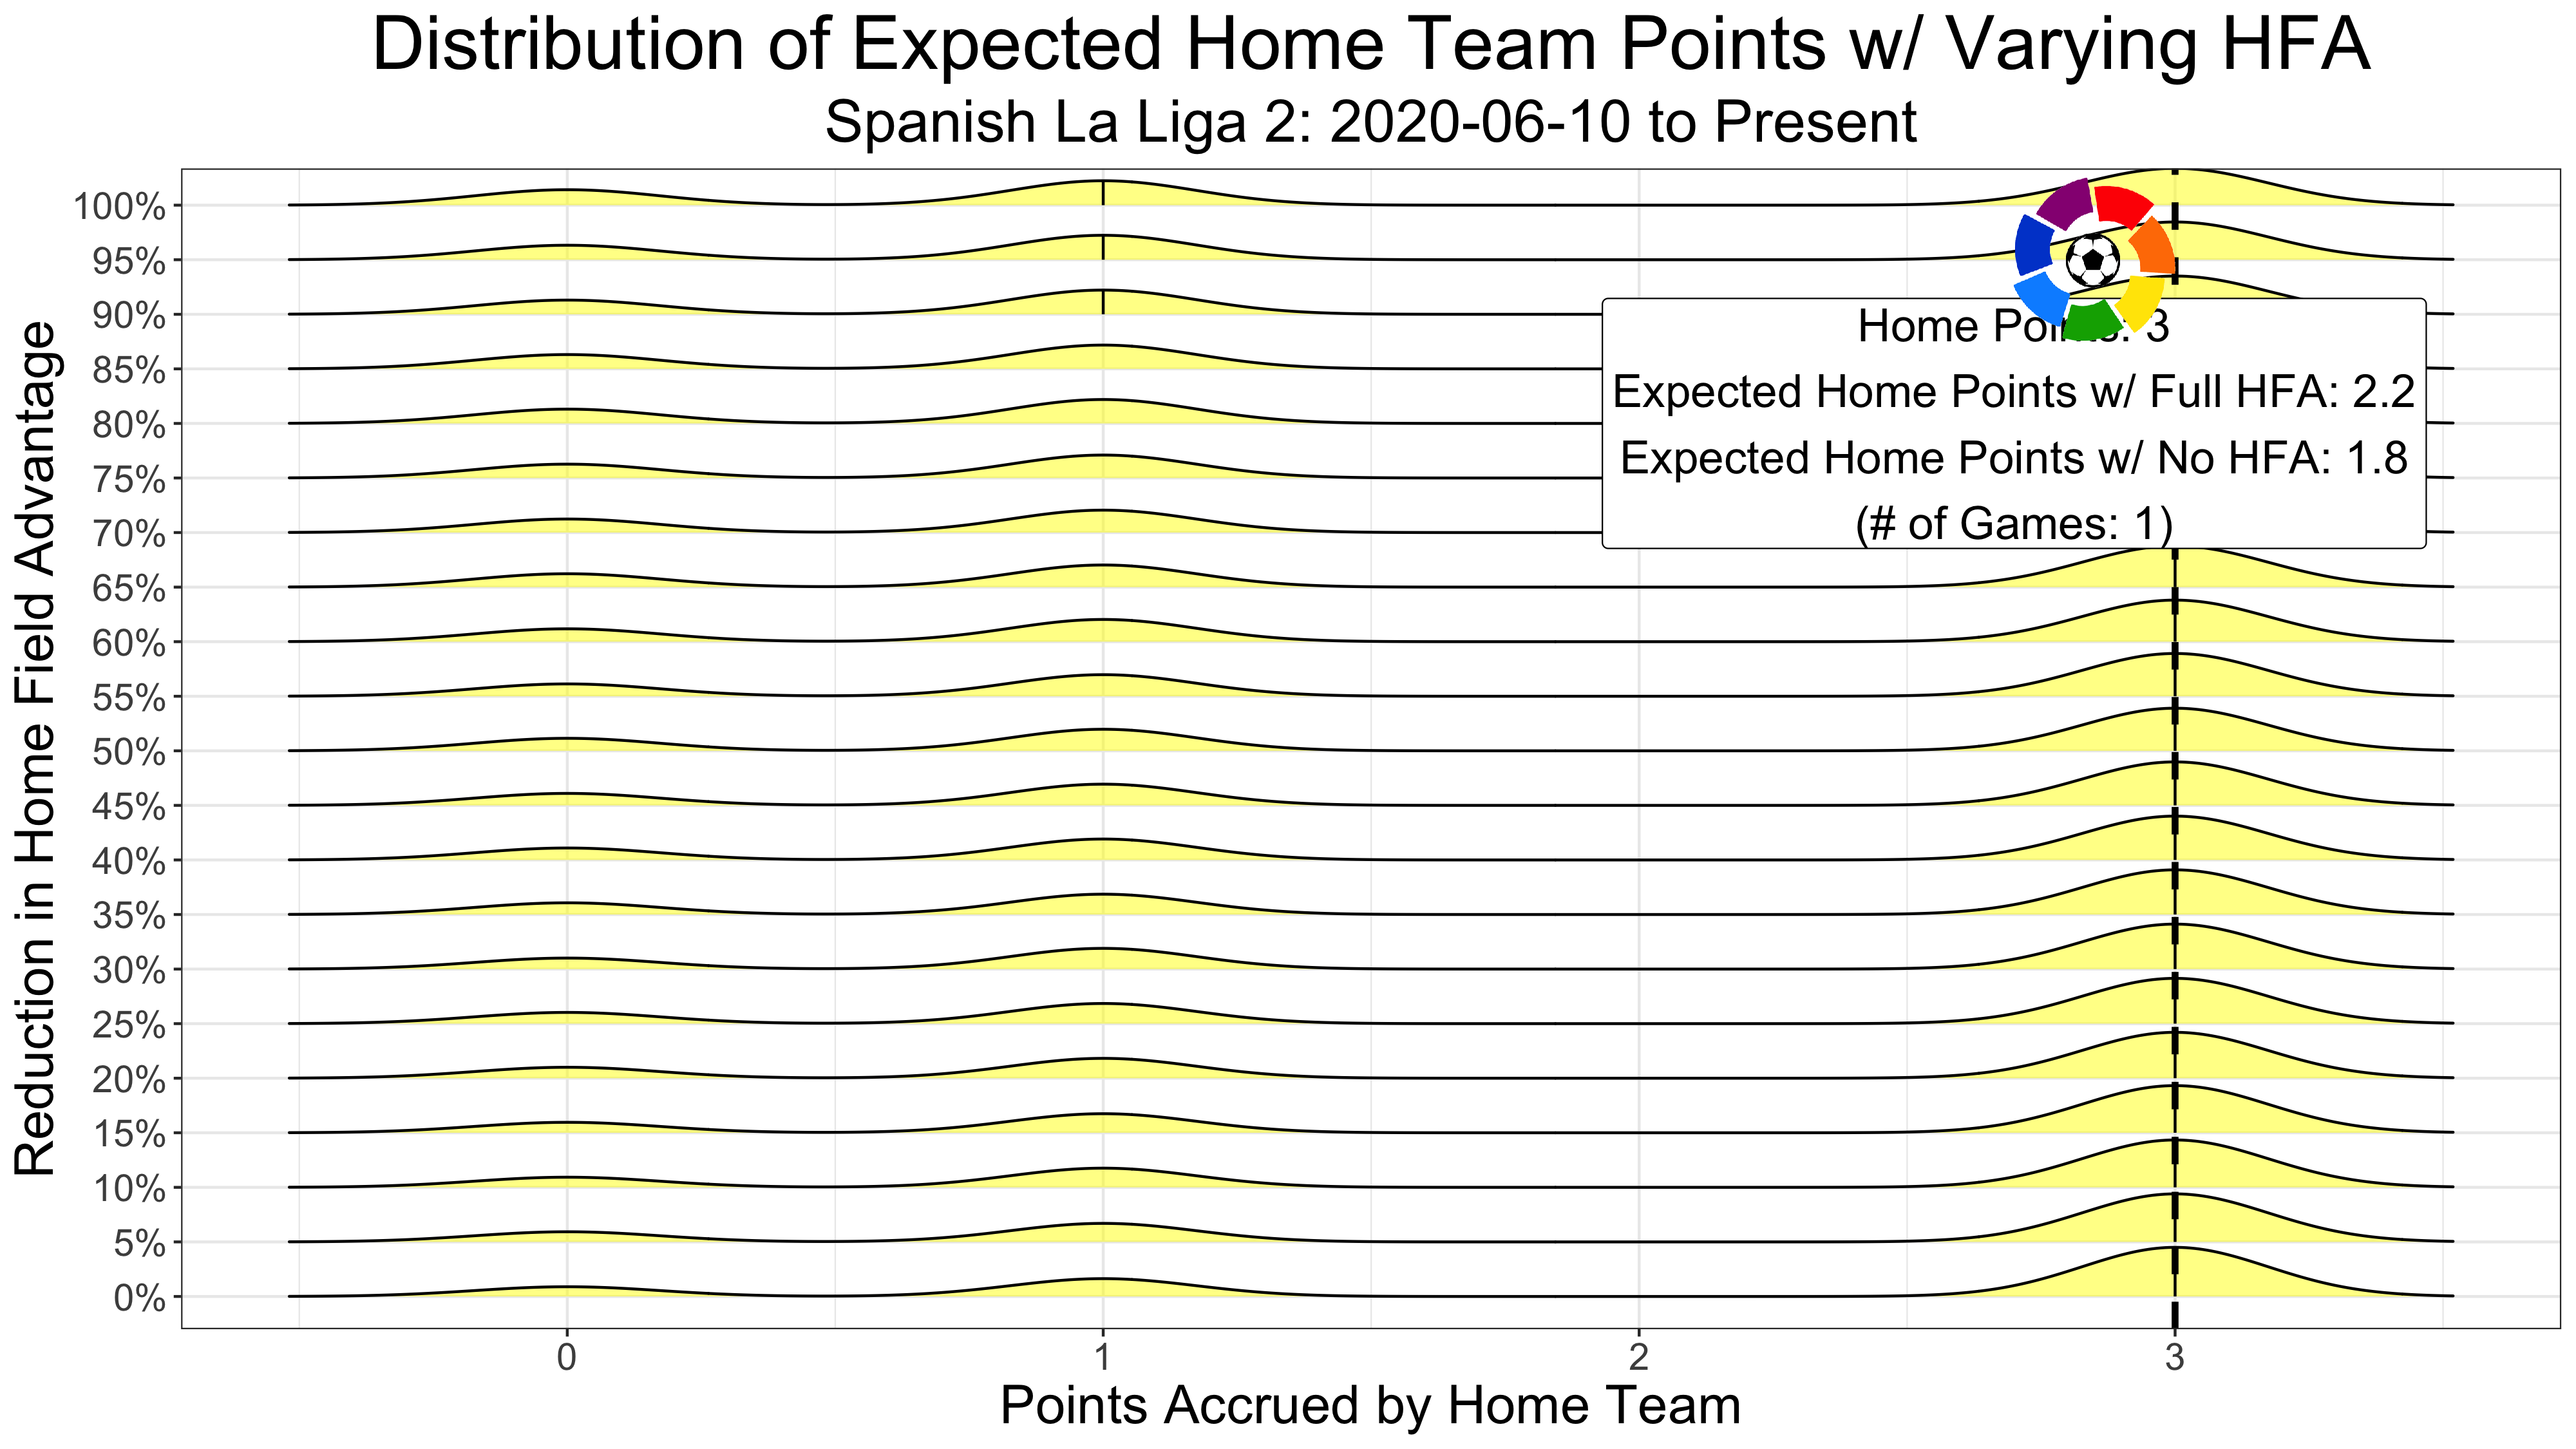 Distribution of Expected Home Team Points w/ Varying HFA
Spanish La Liga 2: 2020-06-10 to Present
Reduction in Home Field Advantage
100%
95%
90%
85%
80%
75%
70%
65%
60%
55%
50%
45%
40%
35%
30%
25%
20%
15%
10%
5%
0%
Home Points: 3
Expected Home Points w/ Full HFA: 2.2
Expected Home Points w/ No HFA: 1.8
(# of Games: 1)
0 1 2 3
Points Accrued by Home Team